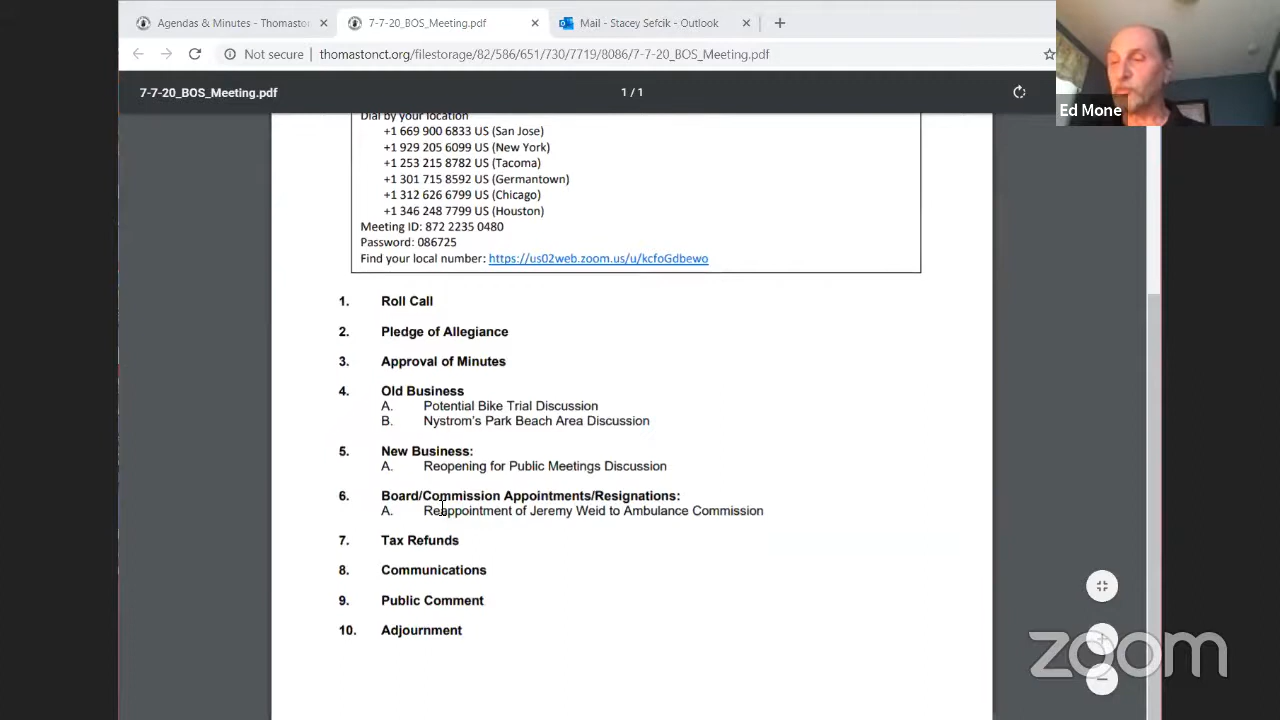 Agendas & Minutes - Thomastor
7-7-20_BOS_Meeting.pdf
Mail - Stacey Sefcik - Outlook
Not secure
thomastonct.org/filestorage/82/586/651/730/7719/8086/7-7-20_BOS_Meeting.pdf
7-7-20_BOS_Meeting.pdf
1 / 1
Ed Mone
Dial by your location
+1 669 900 6833 US (San Jose)
+1 929 205 6099 US (New York)
+1 253 215 8782 US (Tacoma)
+1 301 715 8592 US (Germantown)
+1 312 626 6799 US (Chicago)
+1 346 248 7799 US (Houston)
Meeting ID: 872 2235 0480
Password: 086725
Find your local number: https://us02web.zoom.us/u/kcfoGdbewo
1. Roll Call
2. Pledge of Allegiance
3. Approval of Minutes
4. Old Business
A. Potential Bike Trial Discussion
B. Nystrom's Park Beach Area Discussion
5. New Business:
A. Reopening for Public Meetings Discussion
6. Board/Commission Appointments/Resignations:
A. Reappointment of Jeremy Weid to Ambulance Commission
7. Tax Refunds
8. Communications
9. Public Comment
10. Adjournment
zoom